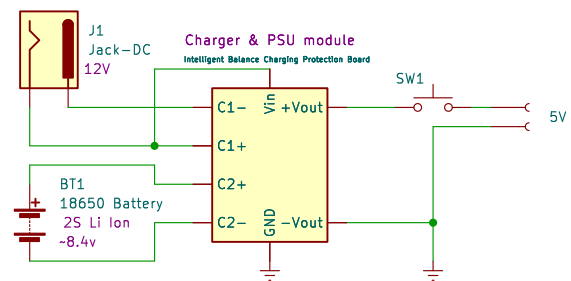 J1
Jack-DC
12V
Charger & PSU module
Intelligent Balance Charging Protection Board
SW1
C1-
Vin
+Vout
5V
C1+
C2+
C2-
GND
-Vout
BT1
18650 Battery
+
2S Li Ion
~8.4v